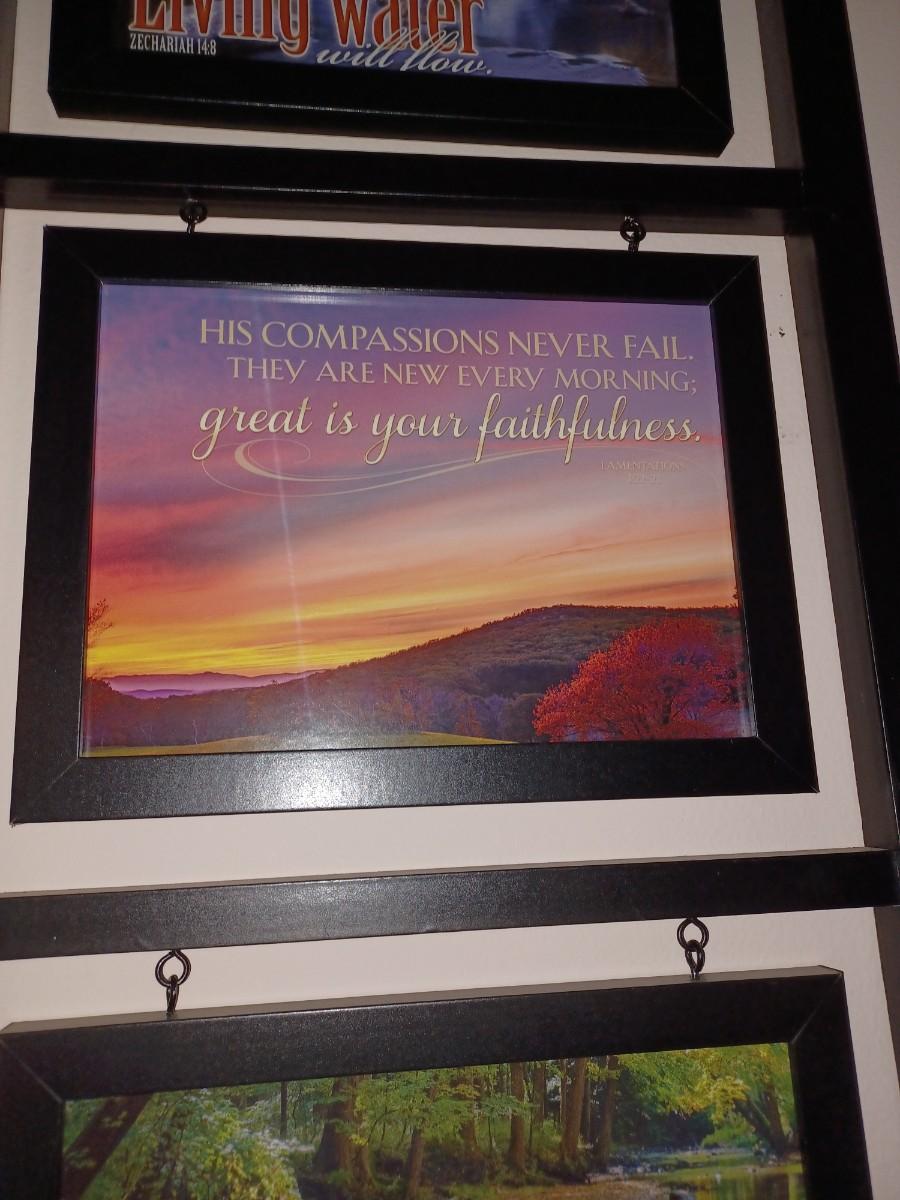 Living water
ZECHARIAH 14:8
will flow.
HIS COMPASSIONS NEVER FAIL.
THEY ARE NEW EVERY MORNING;
great is your faithfulness.
LAMENTATIONS